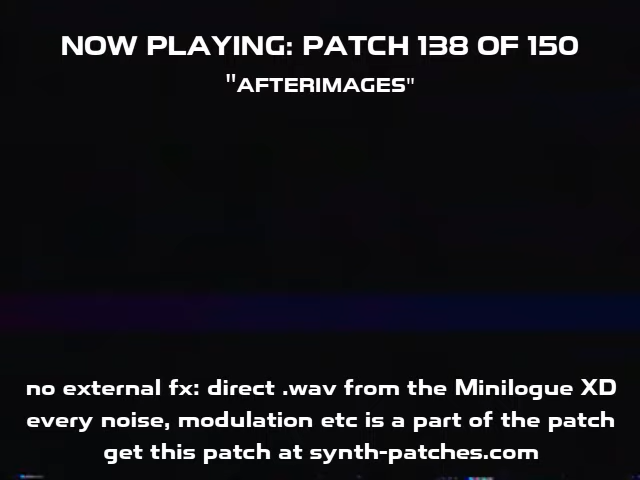 NOW PLAYING: PATCH 138 OF 150
"AFTERIMAGES"
no external fx: direct .wav from the Minilogue XD
every noise, modulation etc is a part of the patch
get this patch at synth-patches.com